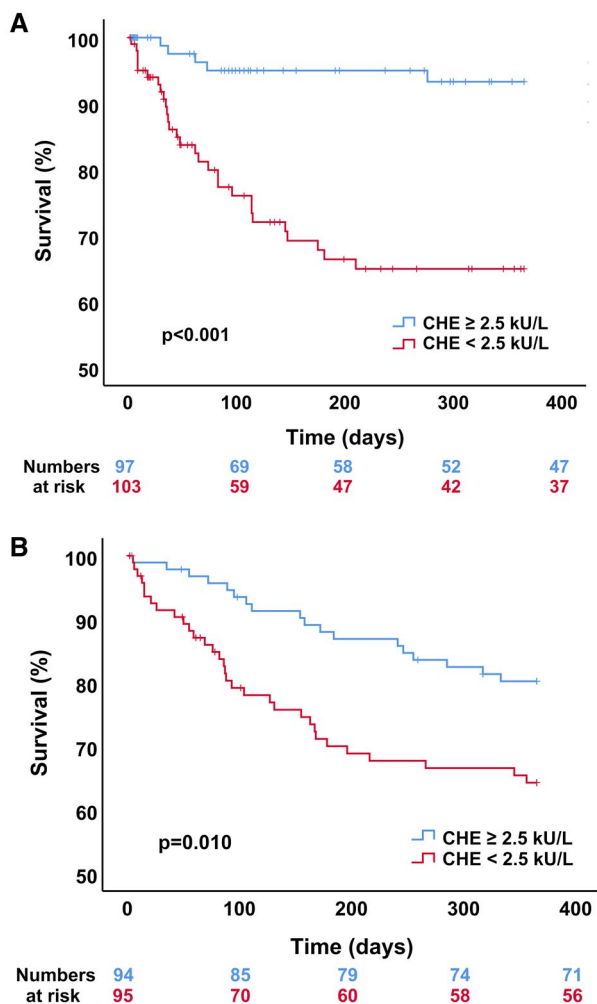 A
100
90
80
70
60
50
Survival (%)
p<0.001
CHE ≥ 2.5 kU/L
CHE < 2.5 kU/L
0 100 200 300 400
Time (days)
Numbers at risk
97 69 58 52 47
103 59 47 42 37
B
100
90
80
70
60
50
Survival (%)
p=0.010
CHE ≥ 2.5 kU/L
CHE < 2.5 kU/L
0 100 200 300 400
Time (days)
Numbers at risk
94 85 79 74 71
95 70 60 58 56